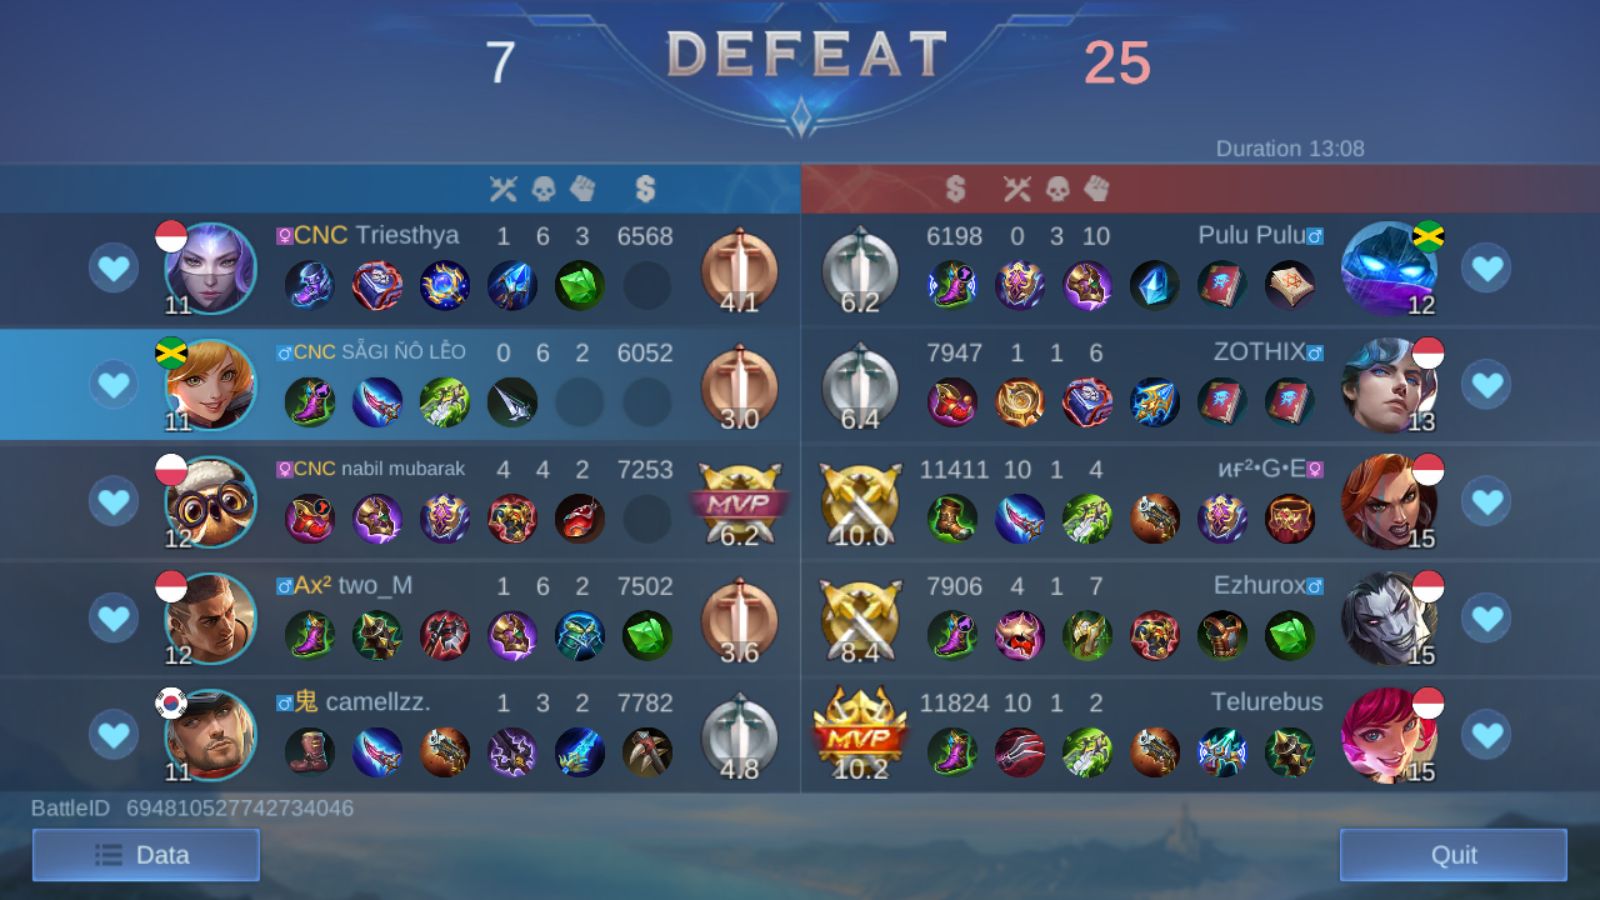 7 DEFEAT 25
Duration 13:08
CNC Triesthya 1 6 3 6568
11 4.1
6198 0 3 10 Pulu Pulu
6.2 12
CNC SẴGI ŇÔ LẺO 0 6 2 6052
11 3.0
7947 1 1 6 ZOTHIX
6.4 13
CNC nabil mubarak 4 4 2 7253
12 MVP 6.2
11411 10 1 4 иғ²•G•E
10.0 15
Ax² two_M 1 6 2 7502
12 3.6
7906 4 1 7 Ezhurox
8.4 15
鬼 camellzz. 1 3 2 7782
11 4.8
11824 10 1 2 Telurebus
MVP 10.2 15
BattleID 694810527742734046
Data
Quit